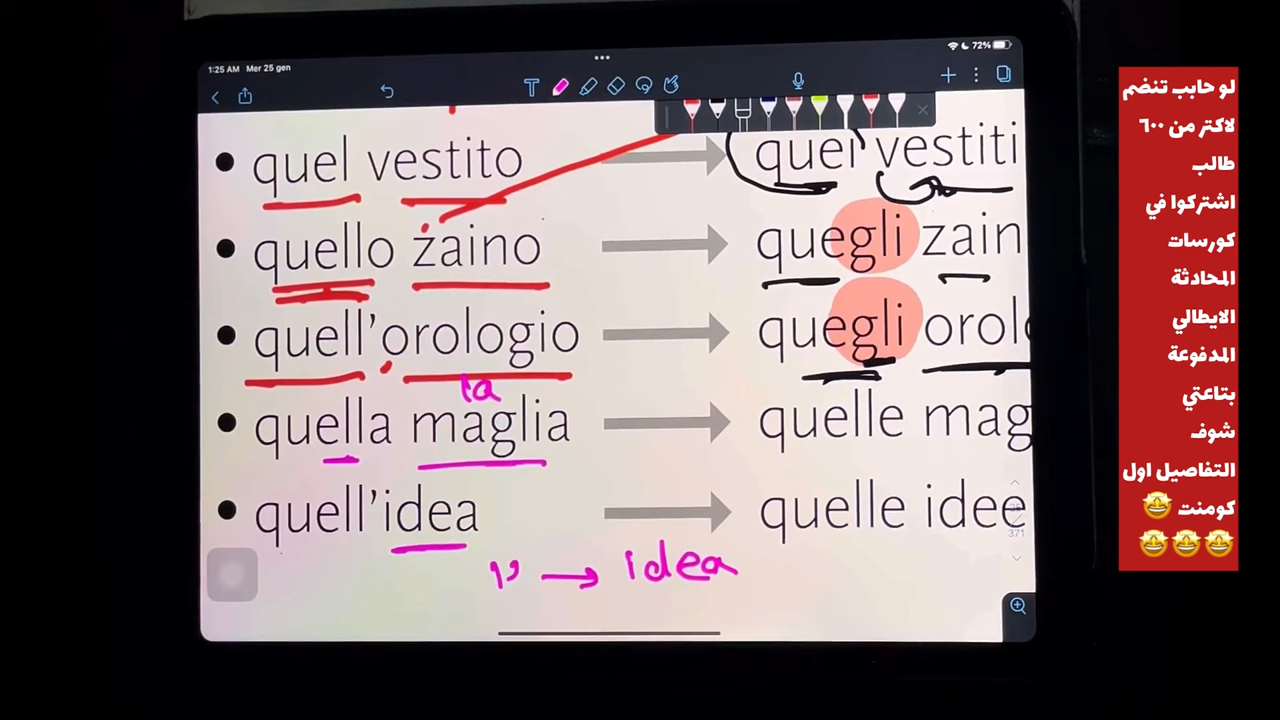 1:25 AM Mer 25 gen
72%
• quel vestito → quei vestiti
• quello zaino → quegli zain
• quell’orologio → quegli orolo
la
• quella maglia → quelle mag
• quell’idea → quelle idee
371
l' → idea
لو حابب تنضم
لاكتر من ٦٠٠
طالب
اشتركوا في
كورسات
المحادثة
الايطالي
المدفوعة
بتاعتي
شوف
التفاصيل اول
كومنت 🤩
🤩🤩🤩